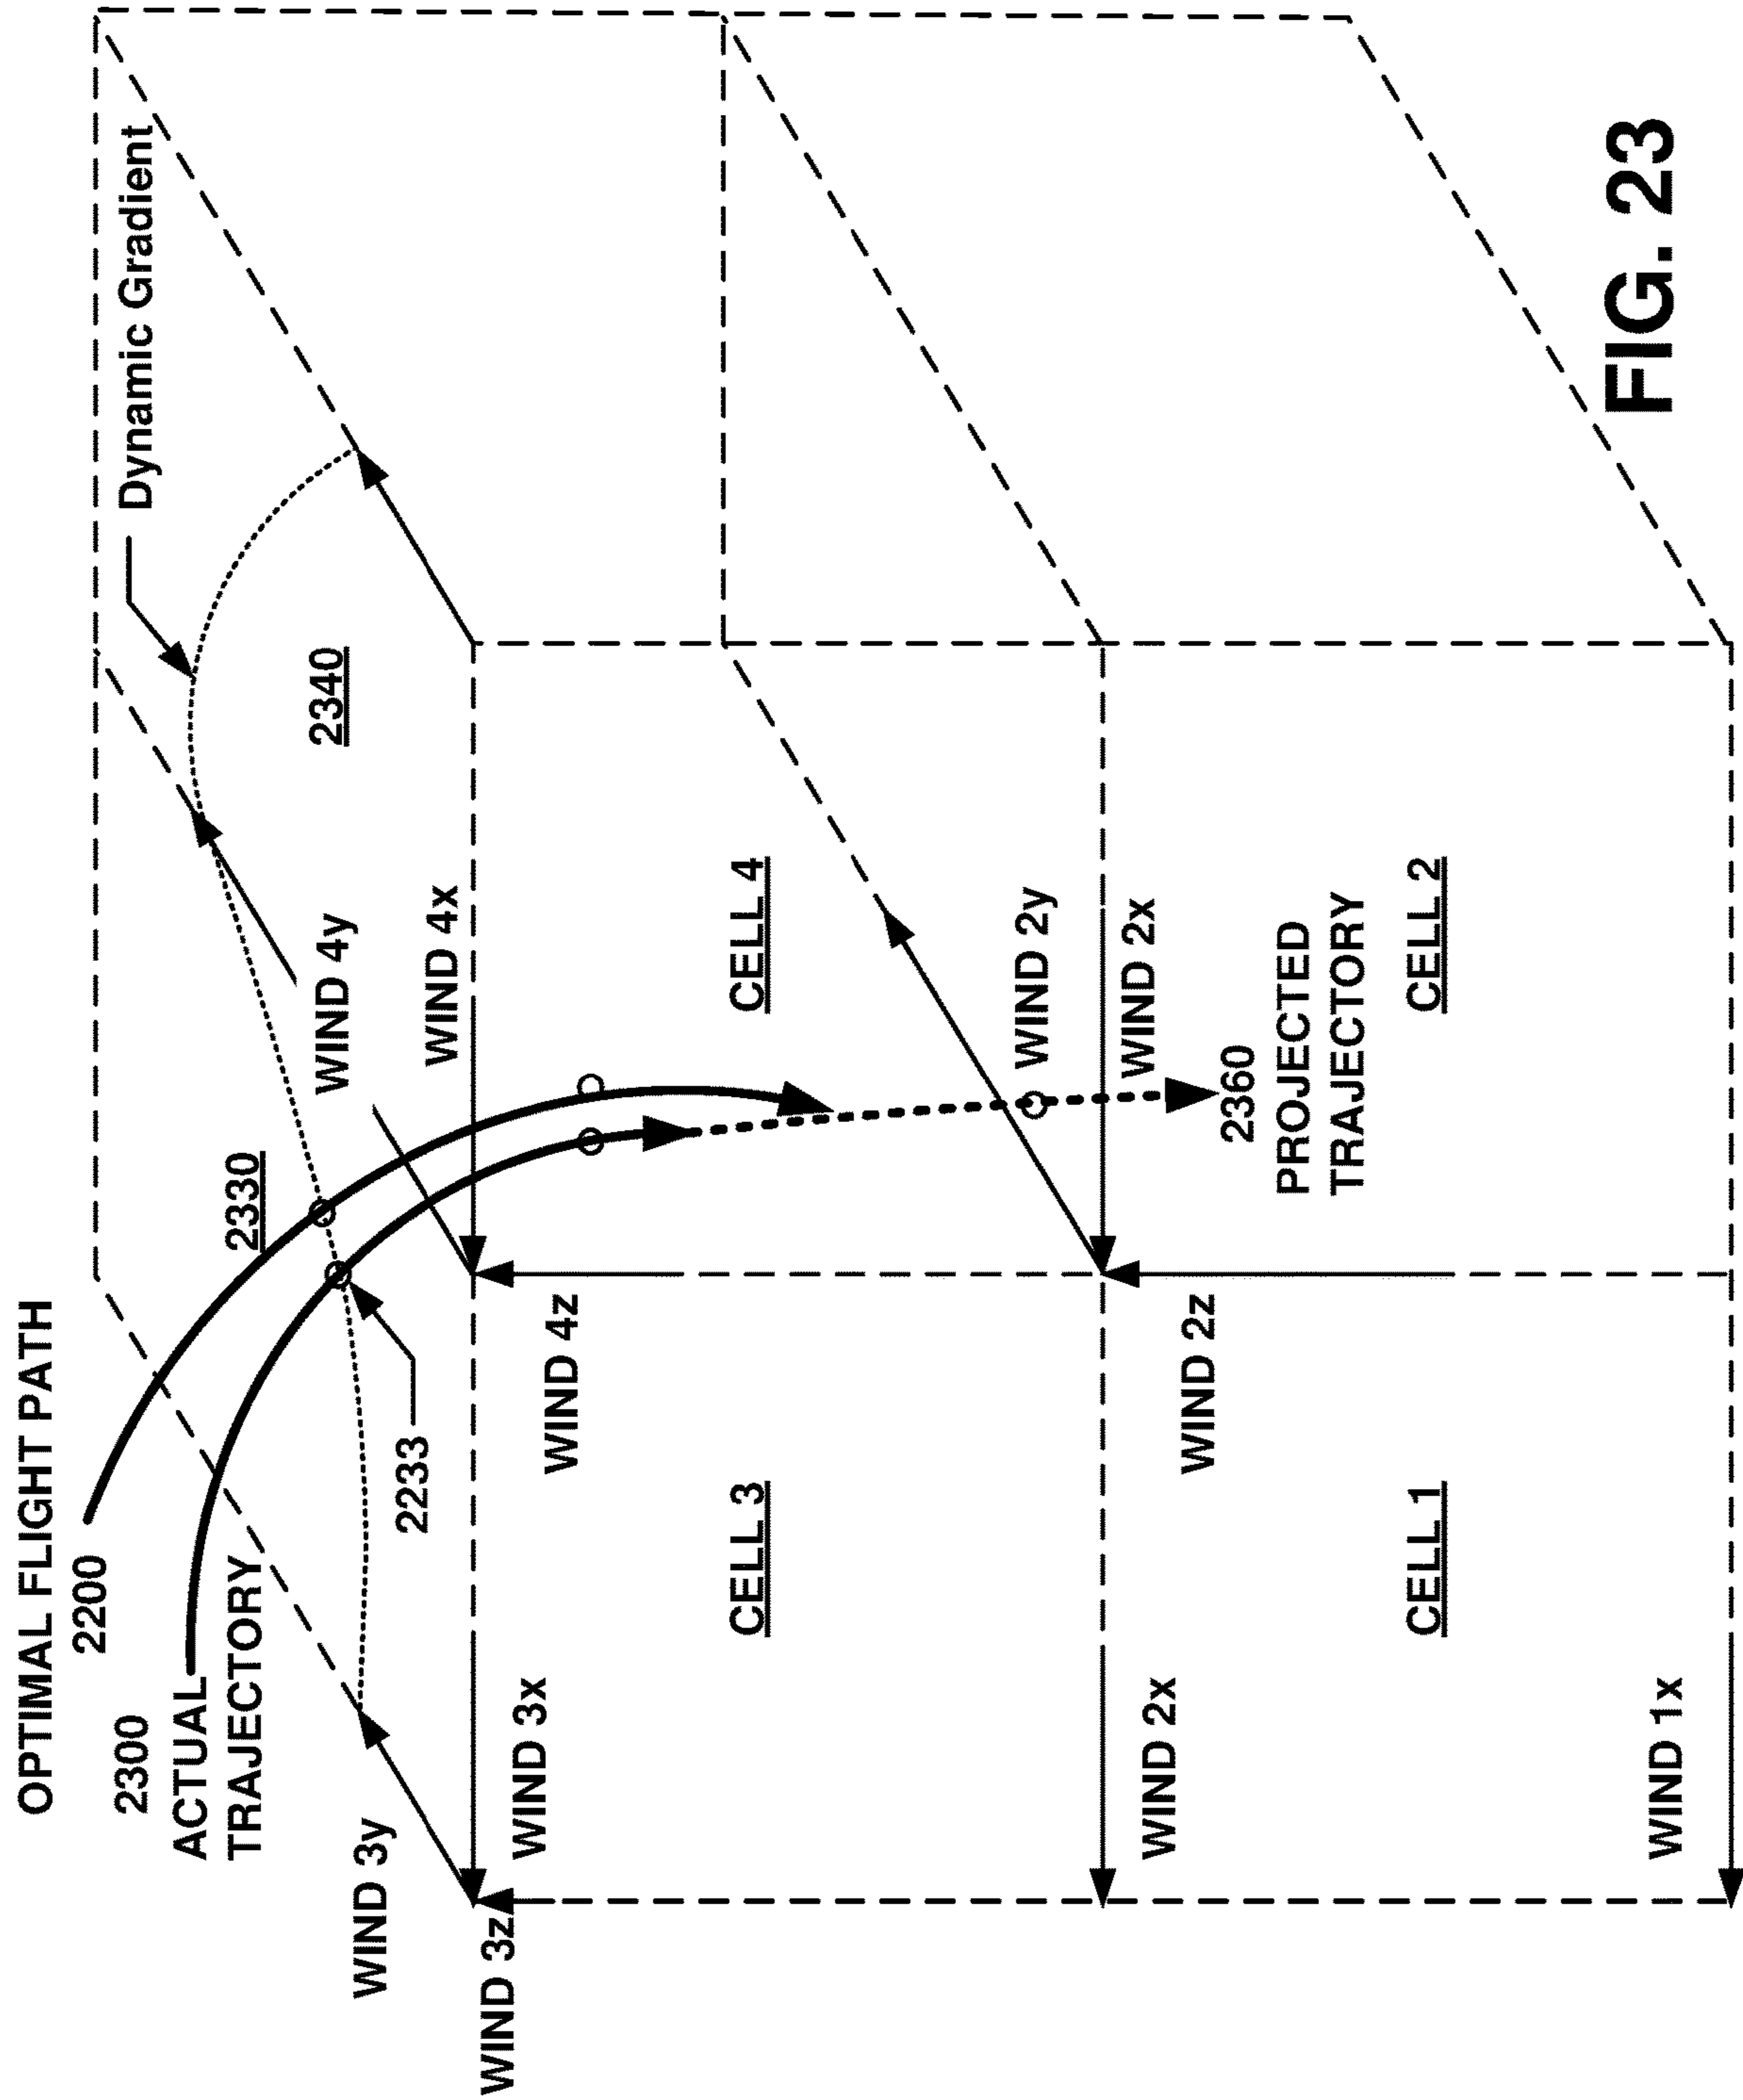 OPTIMAL FLIGHT PATH
2200
2300
ACTUAL
TRAJECTORY
Dynamic Gradient
2330
2340
2233
WIND 3y
WIND 4y
WIND 4x
WIND 3z
WIND 3x
WIND 4z
CELL 3
CELL 4
WIND 2y
WIND 2x
WIND 2x
WIND 2z
2360
PROJECTED
TRAJECTORY
CELL 1
CELL 2
WIND 1x
FIG. 23